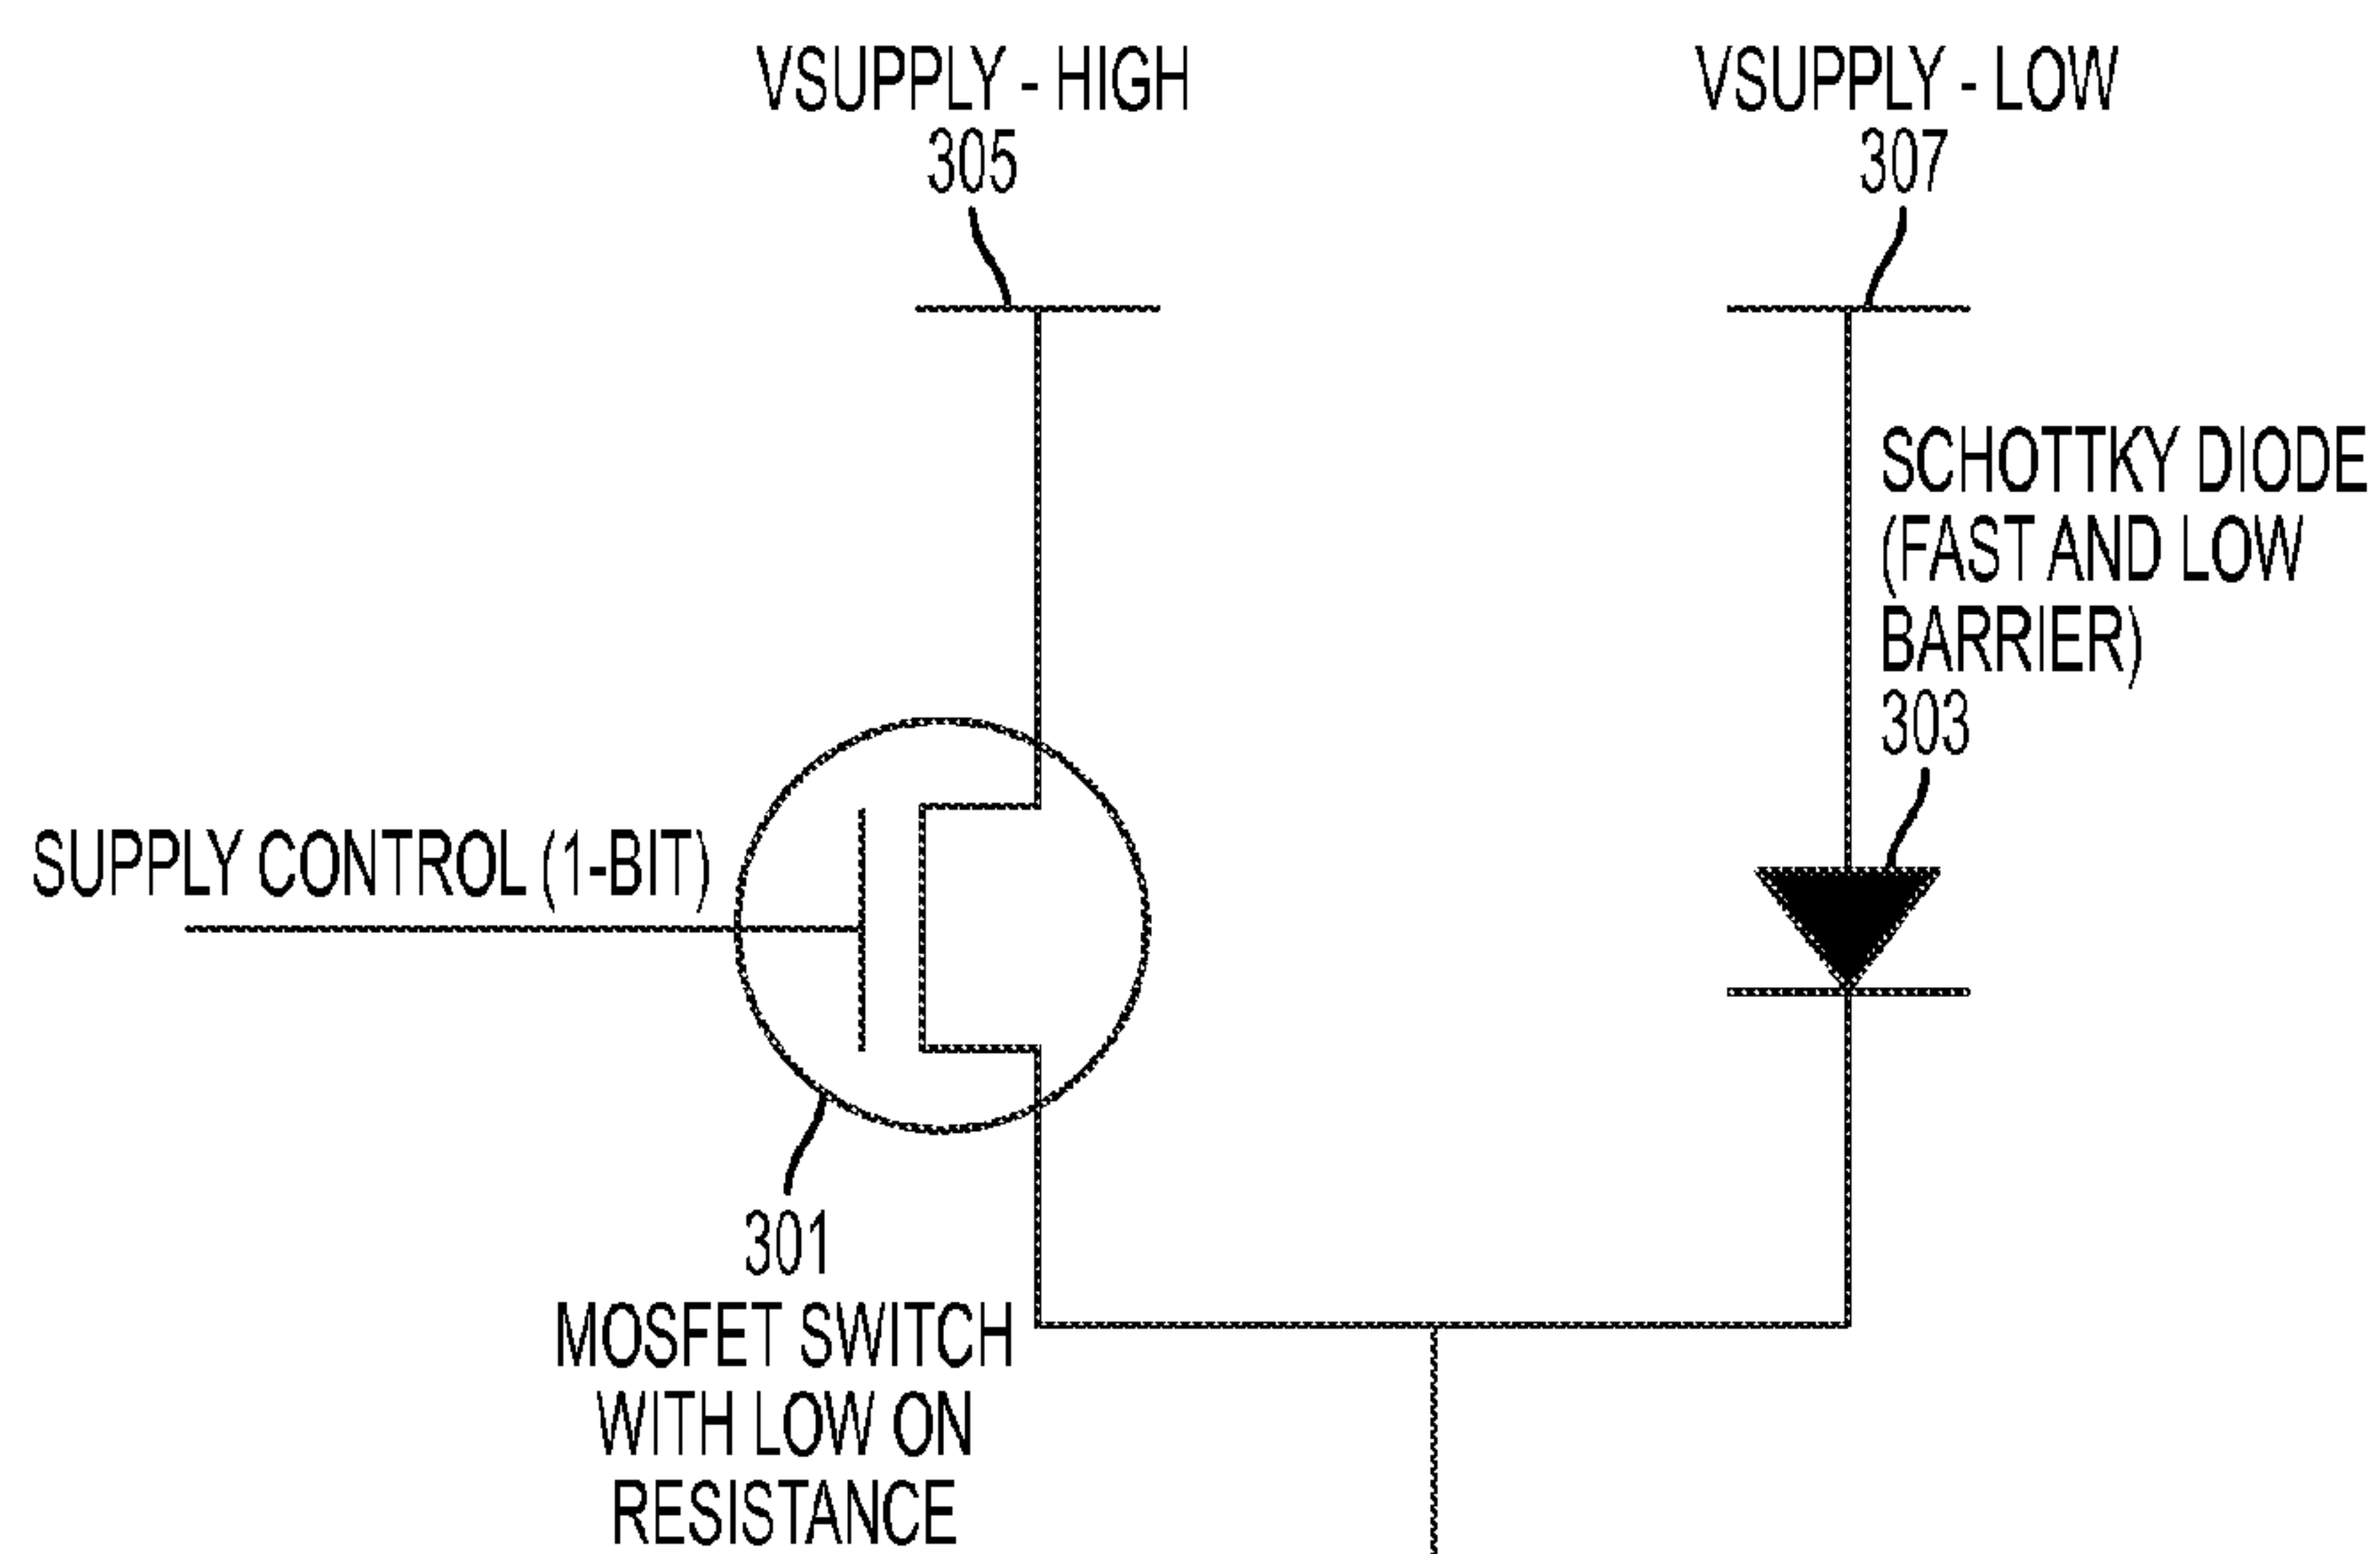 VSUPPLY - HIGH
305
VSUPPLY - LOW
307
SCHOTTKY DIODE
(FAST AND LOW
BARRIER)
303
SUPPLY CONTROL (1-BIT)
301
MOSFET SWITCH
WITH LOW ON
RESISTANCE